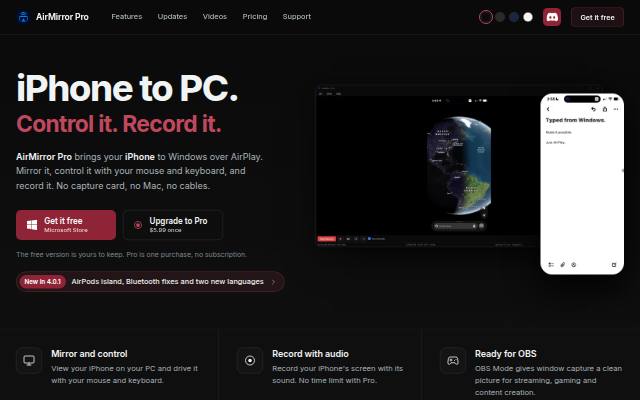 AirMirror Pro
Features
Updates
Videos
Pricing
Support
Get it free
iPhone to PC.
Control it. Record it.
AirMirror Pro brings your iPhone to Windows over AirPlay.
Mirror it, control it with your mouse and keyboard, and
record it. No capture card, no Mac, no cables.
Get it free
Microsoft Store
Upgrade to Pro
$5.99 once
The free version is yours to keep. Pro is one purchase, no subscription.
New in 4.0.1 AirPods island, Bluetooth fixes and two new languages
Typed from Windows.
Mirror and control
View your iPhone on your PC and drive it
with your mouse and keyboard.
Record with audio
Record your iPhone's screen with its
sound. No time limit with Pro.
Ready for OBS
OBS Mode gives window capture a clean
picture for streaming, gaming and
content creation.